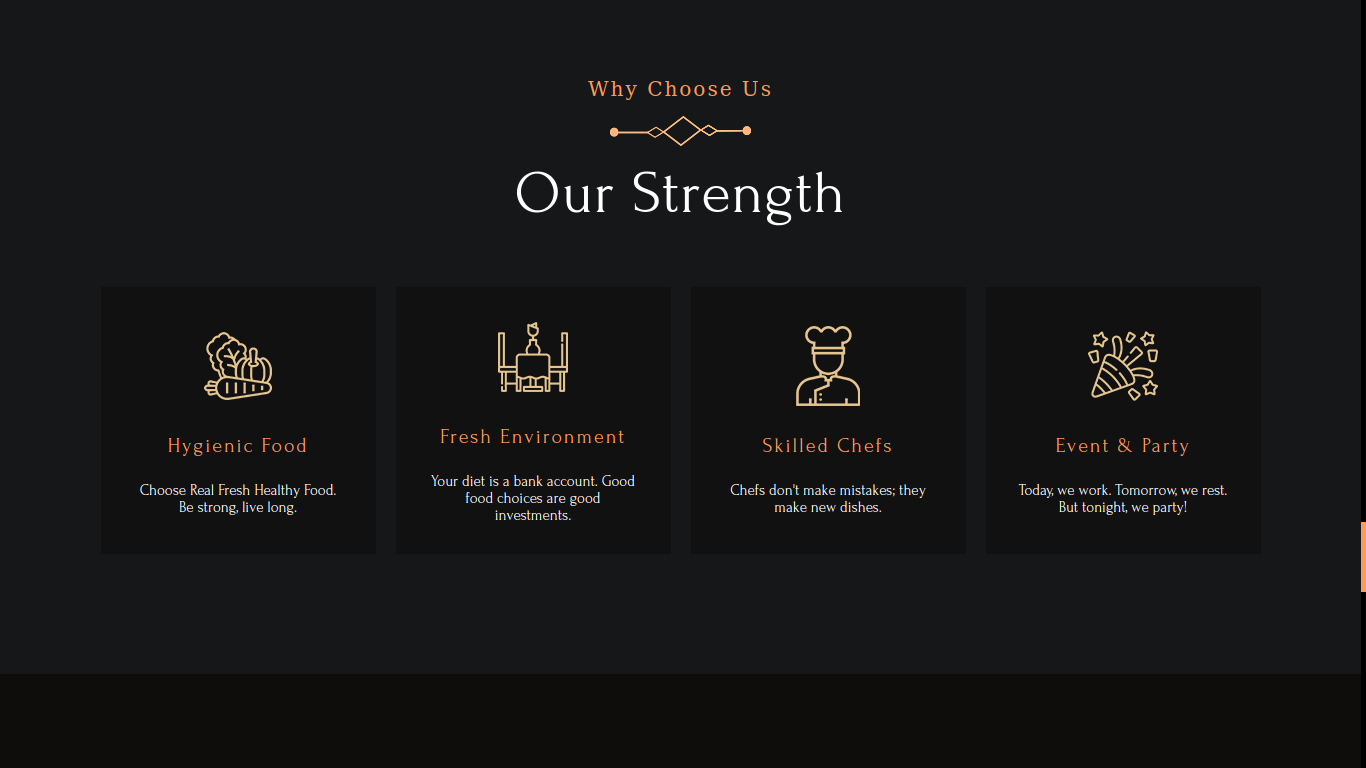 Why Choose Us
Our Strength
Hygienic Food
Choose Real Fresh Healthy Food.
Be strong, live long.
Fresh Environment
Your diet is a bank account. Good
food choices are good
investments.
Skilled Chefs
Chefs don't make mistakes; they
make new dishes.
Event & Party
Today, we work. Tomorrow, we rest.
But tonight, we party!